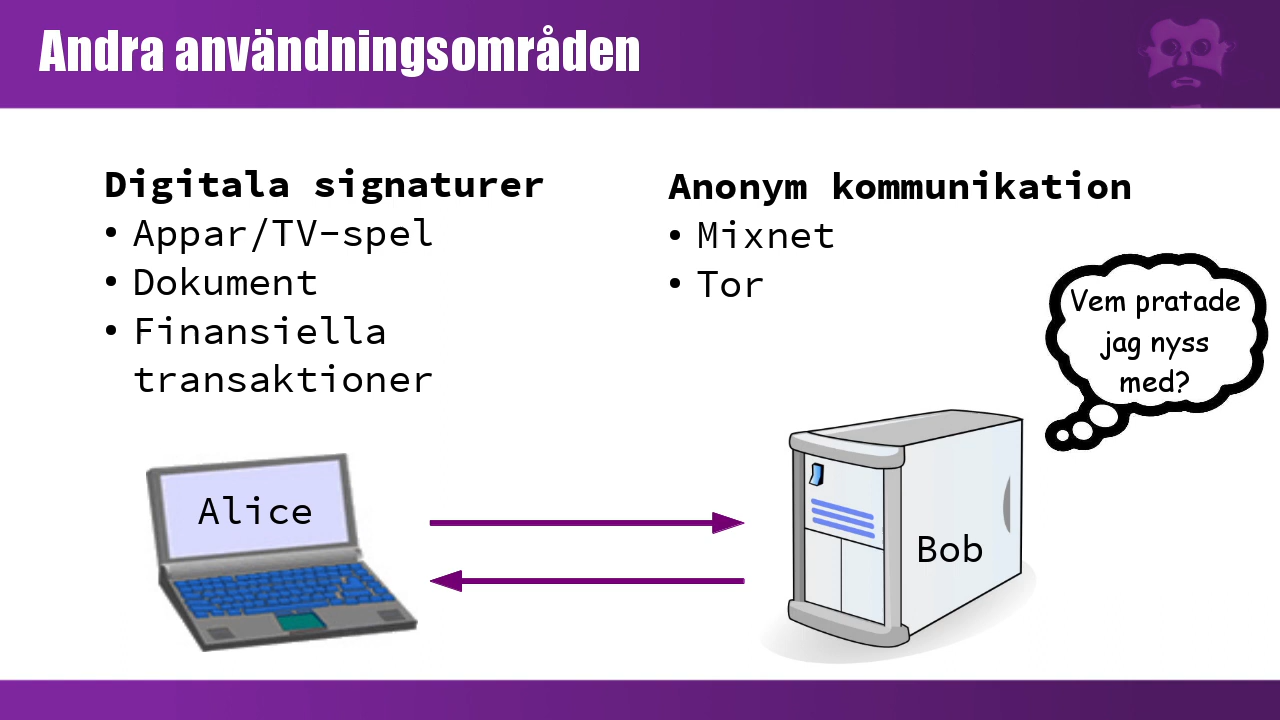 Andra användningsområden
Digitala signaturer
• Appar/TV-spel
• Dokument
• Finansiella
transaktioner
Anonym kommunikation
• Mixnet
• Tor
Vem pratade
jag nyss
med?
Alice
Bob